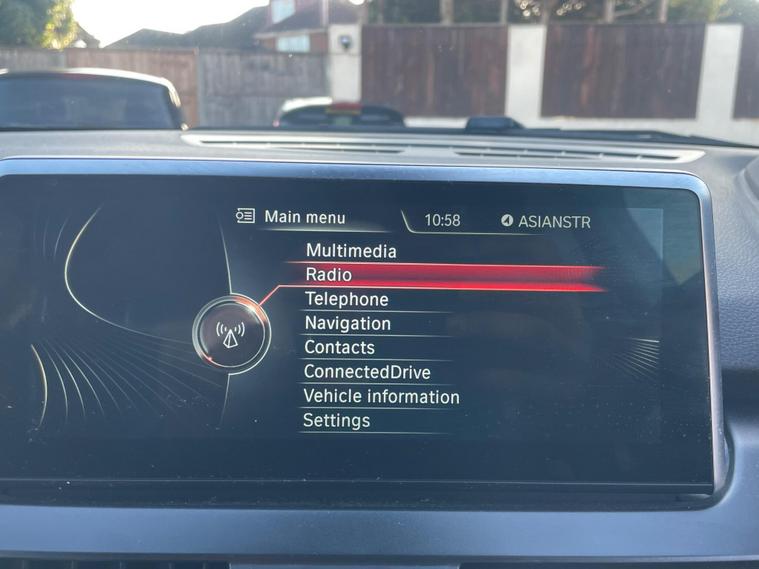 Main menu 10:58 ASIANSTR
Multimedia
Radio
Telephone
Navigation
Contacts
ConnectedDrive
Vehicle information
Settings